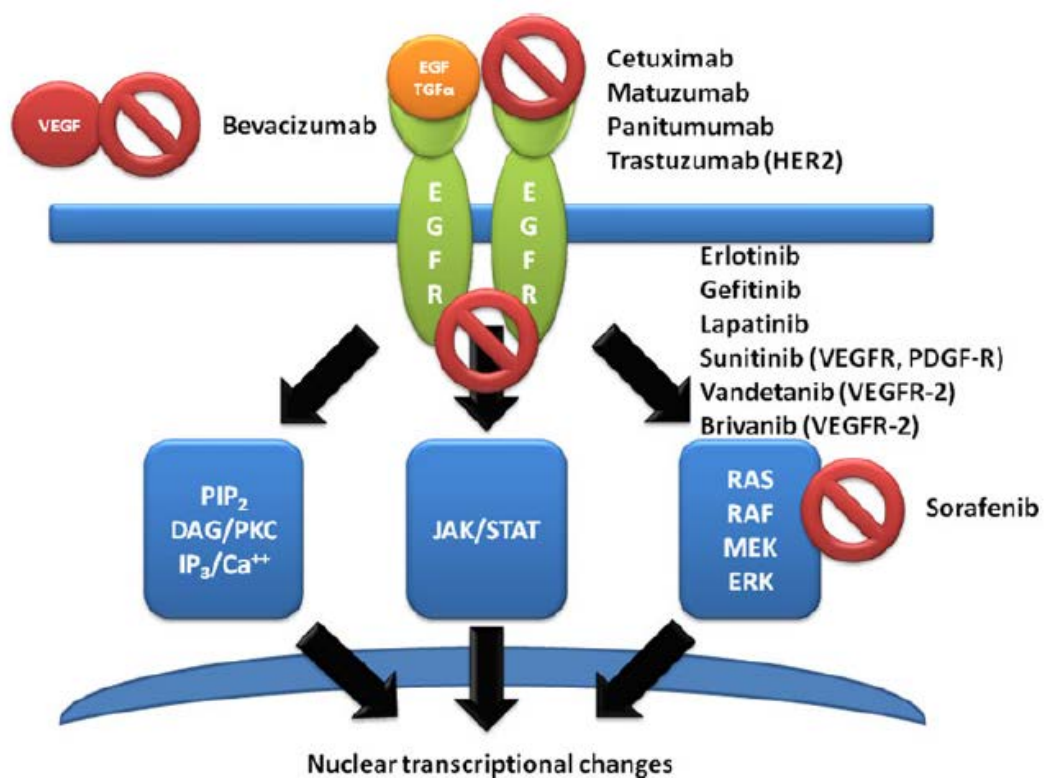 EGF
TGFα
VEGF
Bevacizumab
Cetuximab
Matuzumab
Panitumumab
Trastuzumab (HER2)
E
G
F
R
E
G
F
R
Erlotinib
Gefitinib
Lapatinib
Sunitinib (VEGFR, PDGF-R)
Vandetanib (VEGFR-2)
Brivanib (VEGFR-2)
PIP₂
DAG/PKC
IP₃/Ca⁺⁺
JAK/STAT
RAS
RAF
MEK
ERK
Sorafenib
Nuclear transcriptional changes